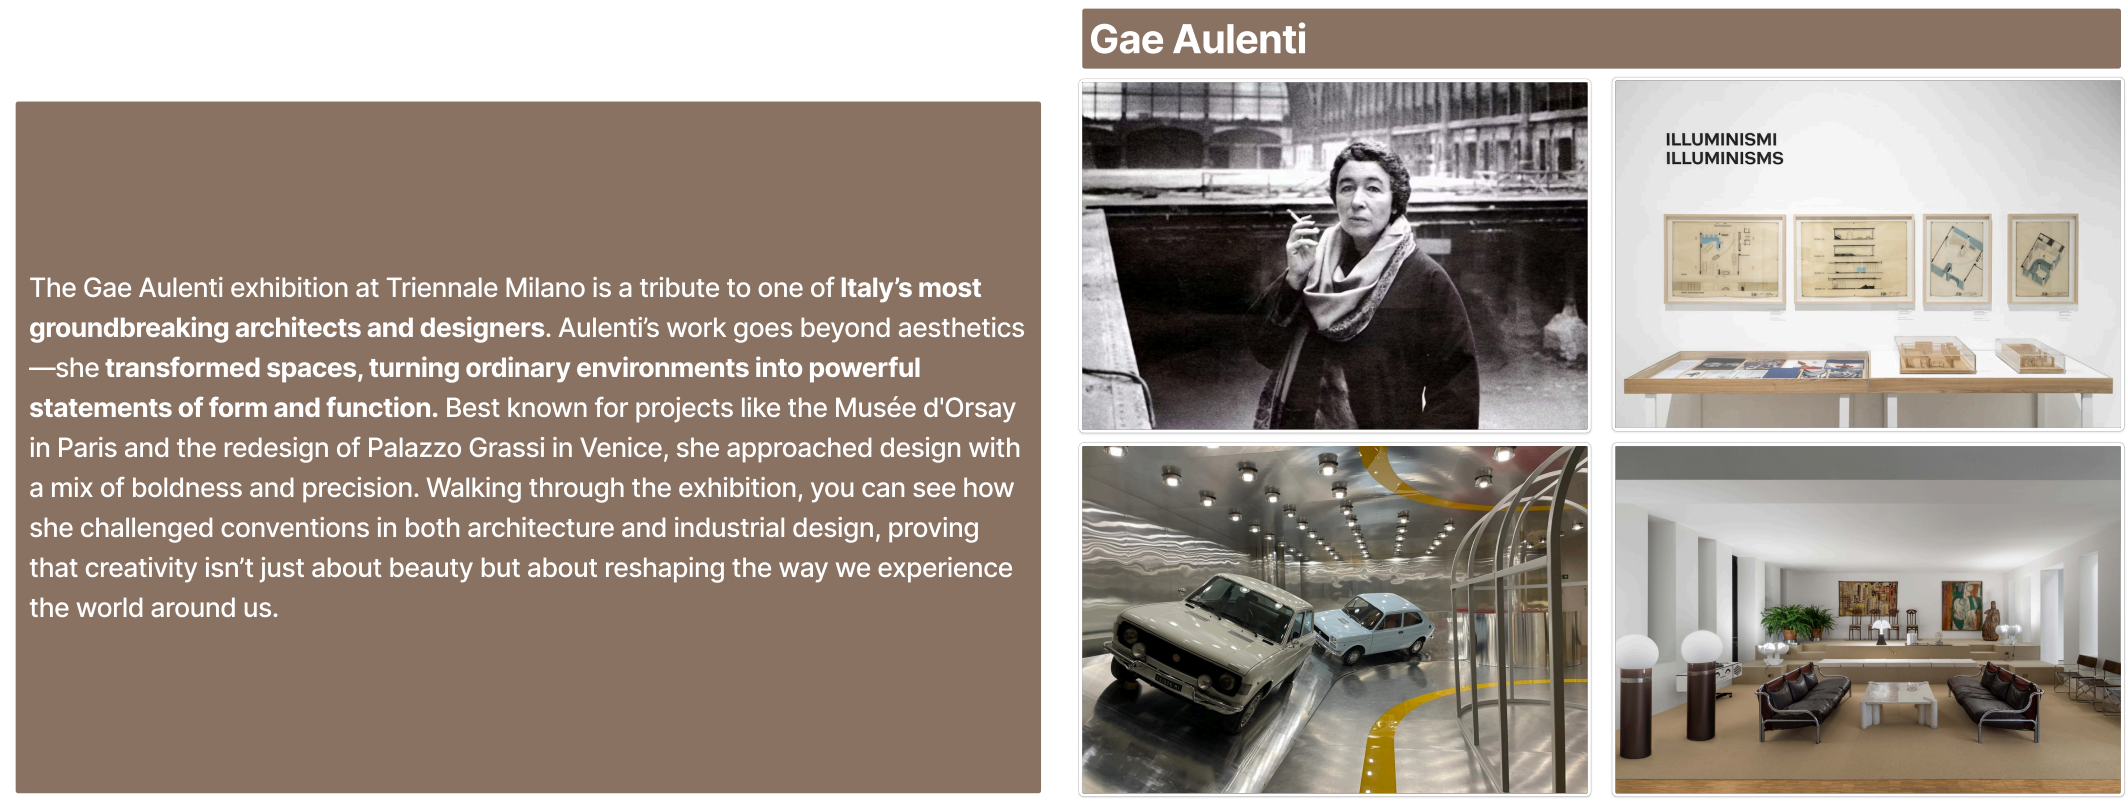 Gae Aulenti
The Gae Aulenti exhibition at Triennale Milano is a tribute to one of Italy’s most
groundbreaking architects and designers. Aulenti’s work goes beyond aesthetics
—she transformed spaces, turning ordinary environments into powerful
statements of form and function. Best known for projects like the Musée d'Orsay
in Paris and the redesign of Palazzo Grassi in Venice, she approached design with
a mix of boldness and precision. Walking through the exhibition, you can see how
she challenged conventions in both architecture and industrial design, proving
that creativity isn’t just about beauty but about reshaping the way we experience
the world around us.
ILLUMINISMI
ILLUMINISMS